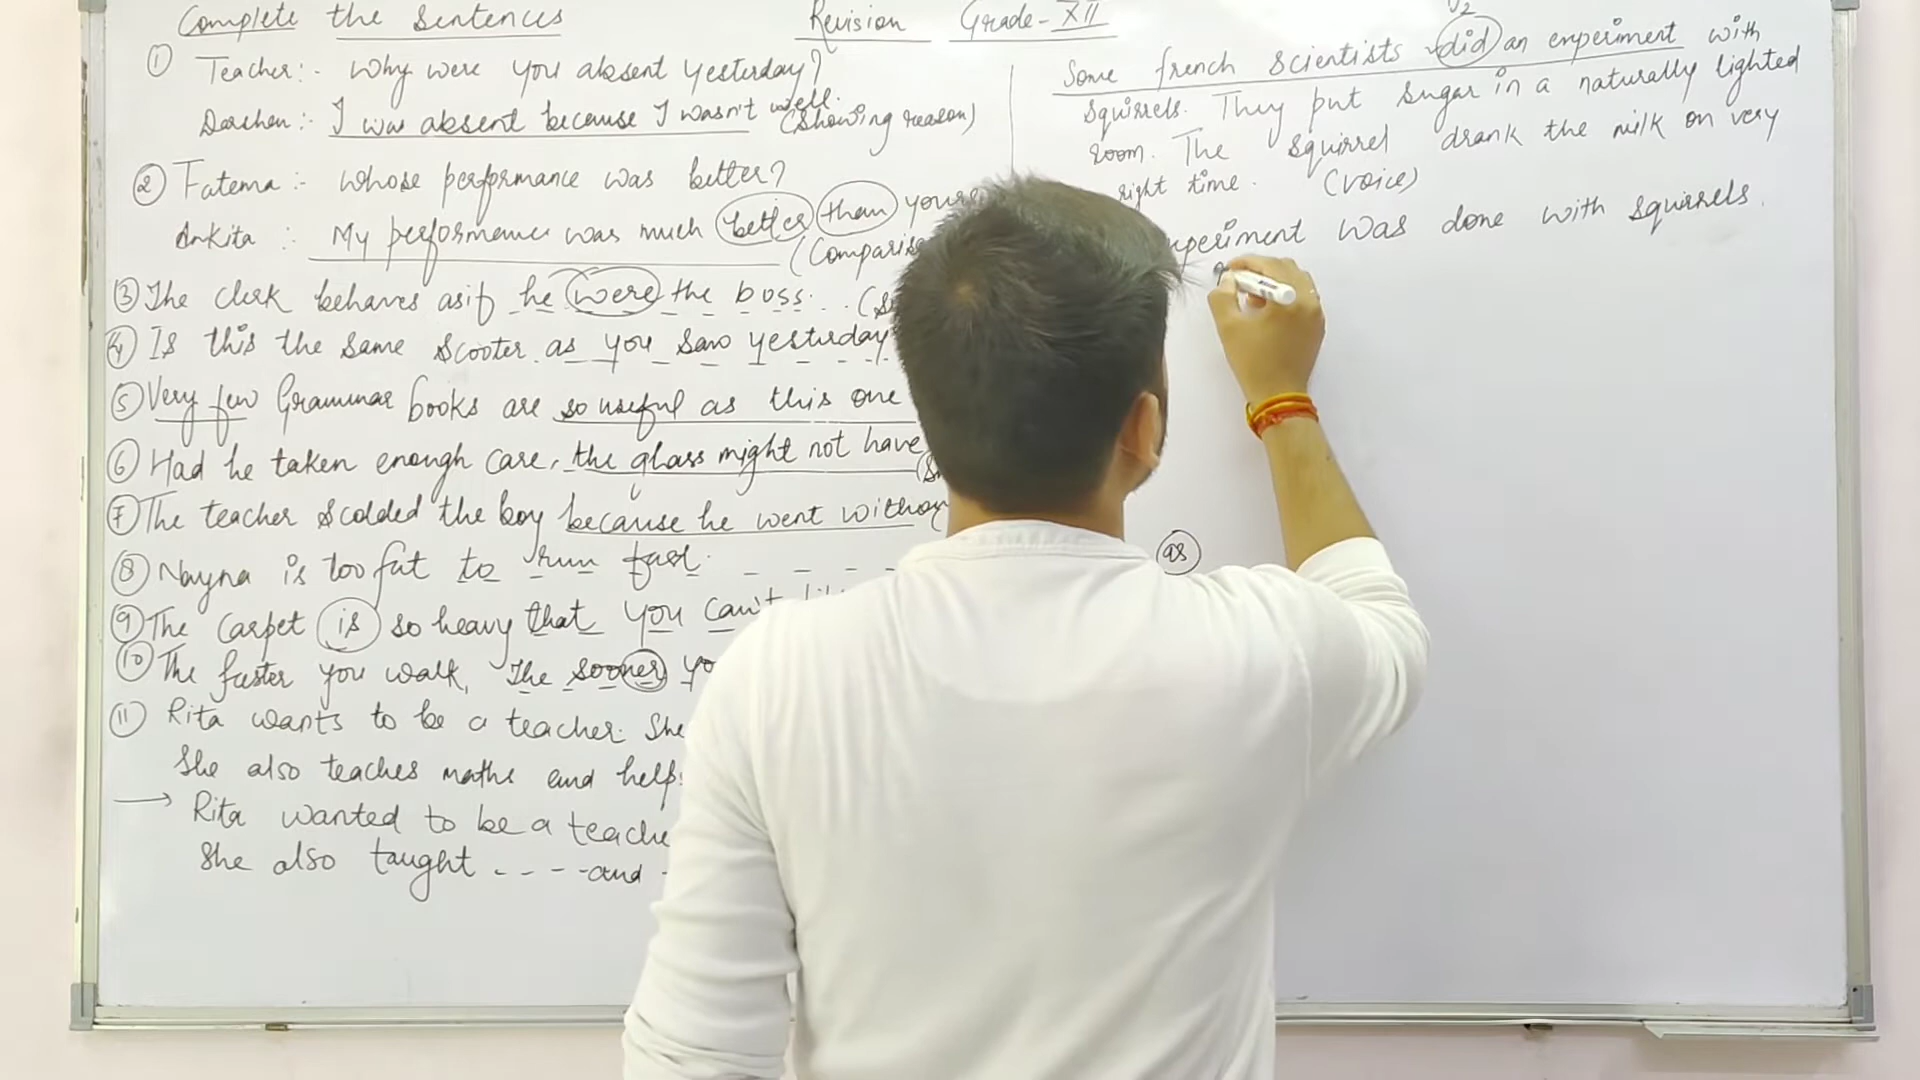 Complete the Sentences
Revision Grade - XII
① Teacher:- Why were you absent yesterday?
Darshan:- I was absent because I wasn't well. (Showing reason)
② Fatema:- Whose performance was better?
Ankita: My performance was much better than yours
③ The clerk behaves as if he were the boss.
④ Is this the same scooter as you saw yesterday
⑤ Very few Grammar books are so useful as this one
⑥ Had he taken enough care, the glass might not have
⑦ The teacher scolded the boy because he went
⑧ Nayna is too fat to run fast.
as
⑨ The carpet is so heavy that you can't
⑩ The faster you walk, the sooner
⑪ Rita wants to be a teacher. She
She also teaches maths and helps
→ Rita wanted to be a
She also taught - - - - and -
Some french scientists did an experiment with
squirrels. They put sugar in a naturally lighted
room. The squirrel drank the milk on very
right time. (voice)
was done with squirrels.